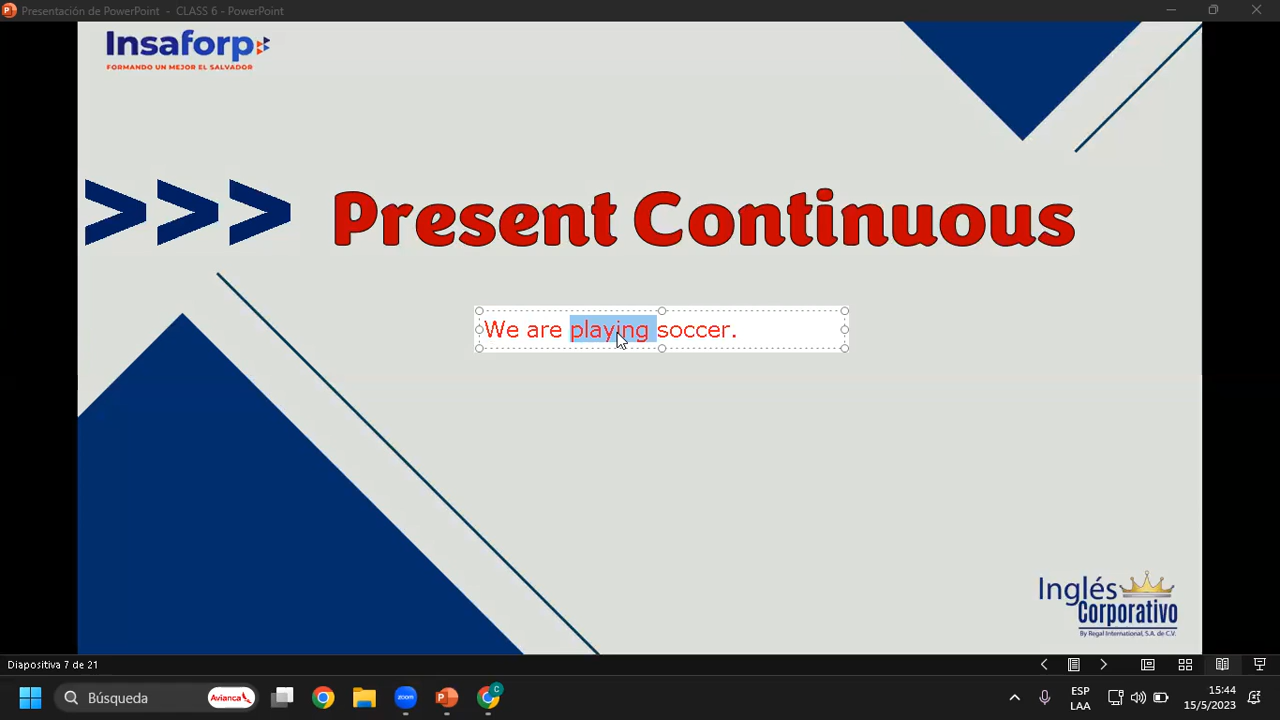 Presentación de PowerPoint - CLASS 6 - PowerPoint
Insaforp
FORMANDO UN MEJOR EL SALVADOR
>>> Present Continuous
We are playing soccer.
Inglés
Corporativo
By Regal International, S.A. de C.V.
Diapositiva 7 de 21
Búsqueda
Avianca
C
ESP
LAA
15:44
15/5/2023
zoom